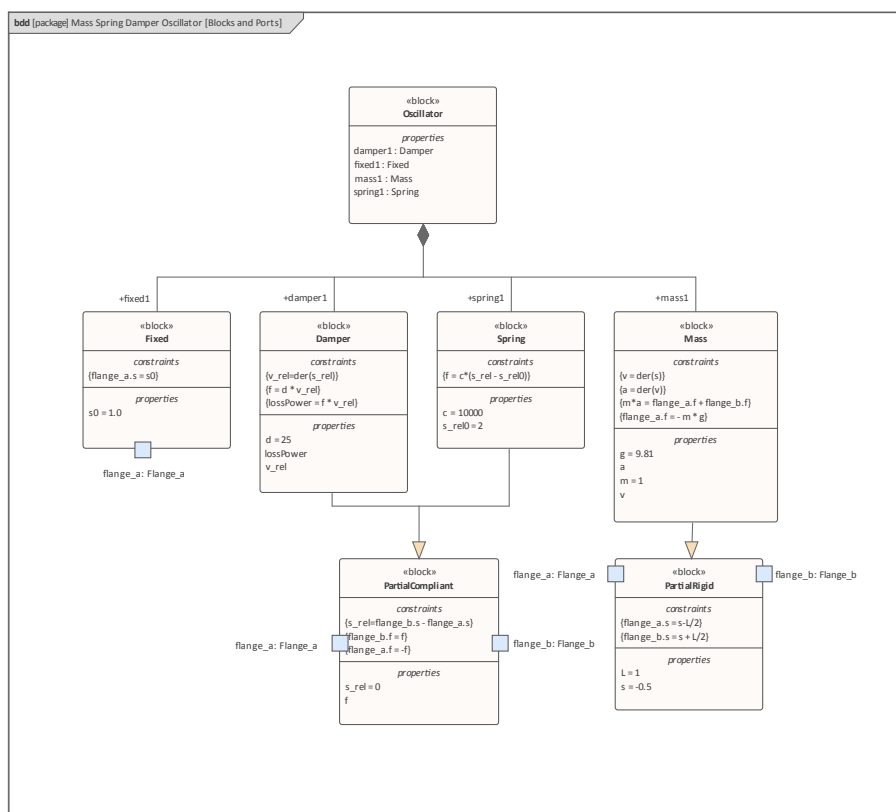 bdd [package] Mass Spring Damper Oscillator [Blocks and Ports]
«block»
Oscillator
properties
damper1 : Damper
fixed1 : Fixed
mass1 : Mass
spring1 : Spring
+fixed1
+damper1
+spring1
+mass1
«block»
Fixed
constraints
{flange_a.s = s0}
properties
s0 = 1.0
flange_a: Flange_a
«block»
Damper
constraints
{v_rel=der(s_rel)}
{f = d * v_rel}
{lossPower = f * v_rel}
properties
d = 25
lossPower
v_rel
«block»
Spring
constraints
{f = c*(s_rel - s_rel0)}
properties
c = 10000
s_rel0 = 2
«block»
Mass
constraints
{v = der(s)}
{a = der(v)}
{m*a = flange_a.f + flange_b.f}
{flange_a.f = - m * g}
properties
g = 9.81
a
m = 1
v
«block»
PartialCompliant
constraints
{s_rel=flange_b.s - flange_a.s}
{flange_b.f = f}
{flange_a.f = -f}
properties
s_rel = 0
f
flange_a: Flange_a
flange_b: Flange_b
«block»
PartialRigid
constraints
{flange_a.s = s-L/2}
{flange_b.s = s + L/2}
properties
L = 1
s = -0.5
flange_a: Flange_a
flange_b: Flange_b